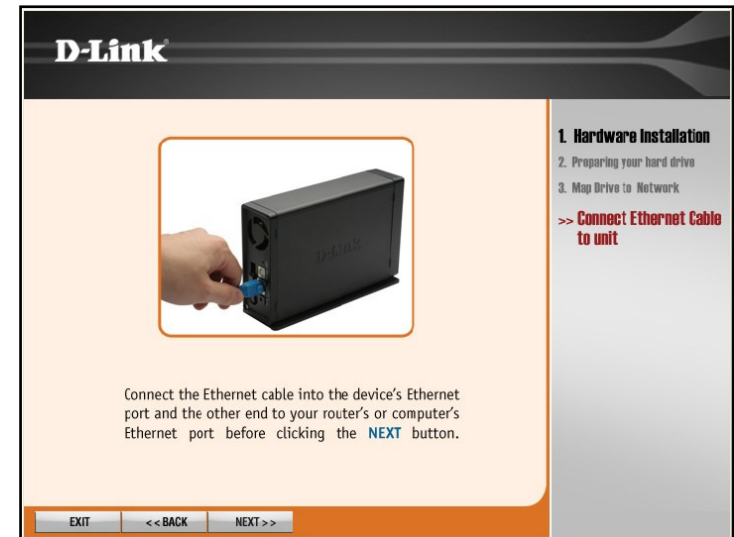 D-Link
1. Hardware Installation
2. Preparing your hard drive
3. Map Drive to Network
>> Connect Ethernet Cable
to unit
D-Link
Connect the Ethernet cable into the device's Ethernet
port and the other end to your router's or computer's
Ethernet port before clicking the NEXT button.
EXIT
<< BACK
NEXT >>